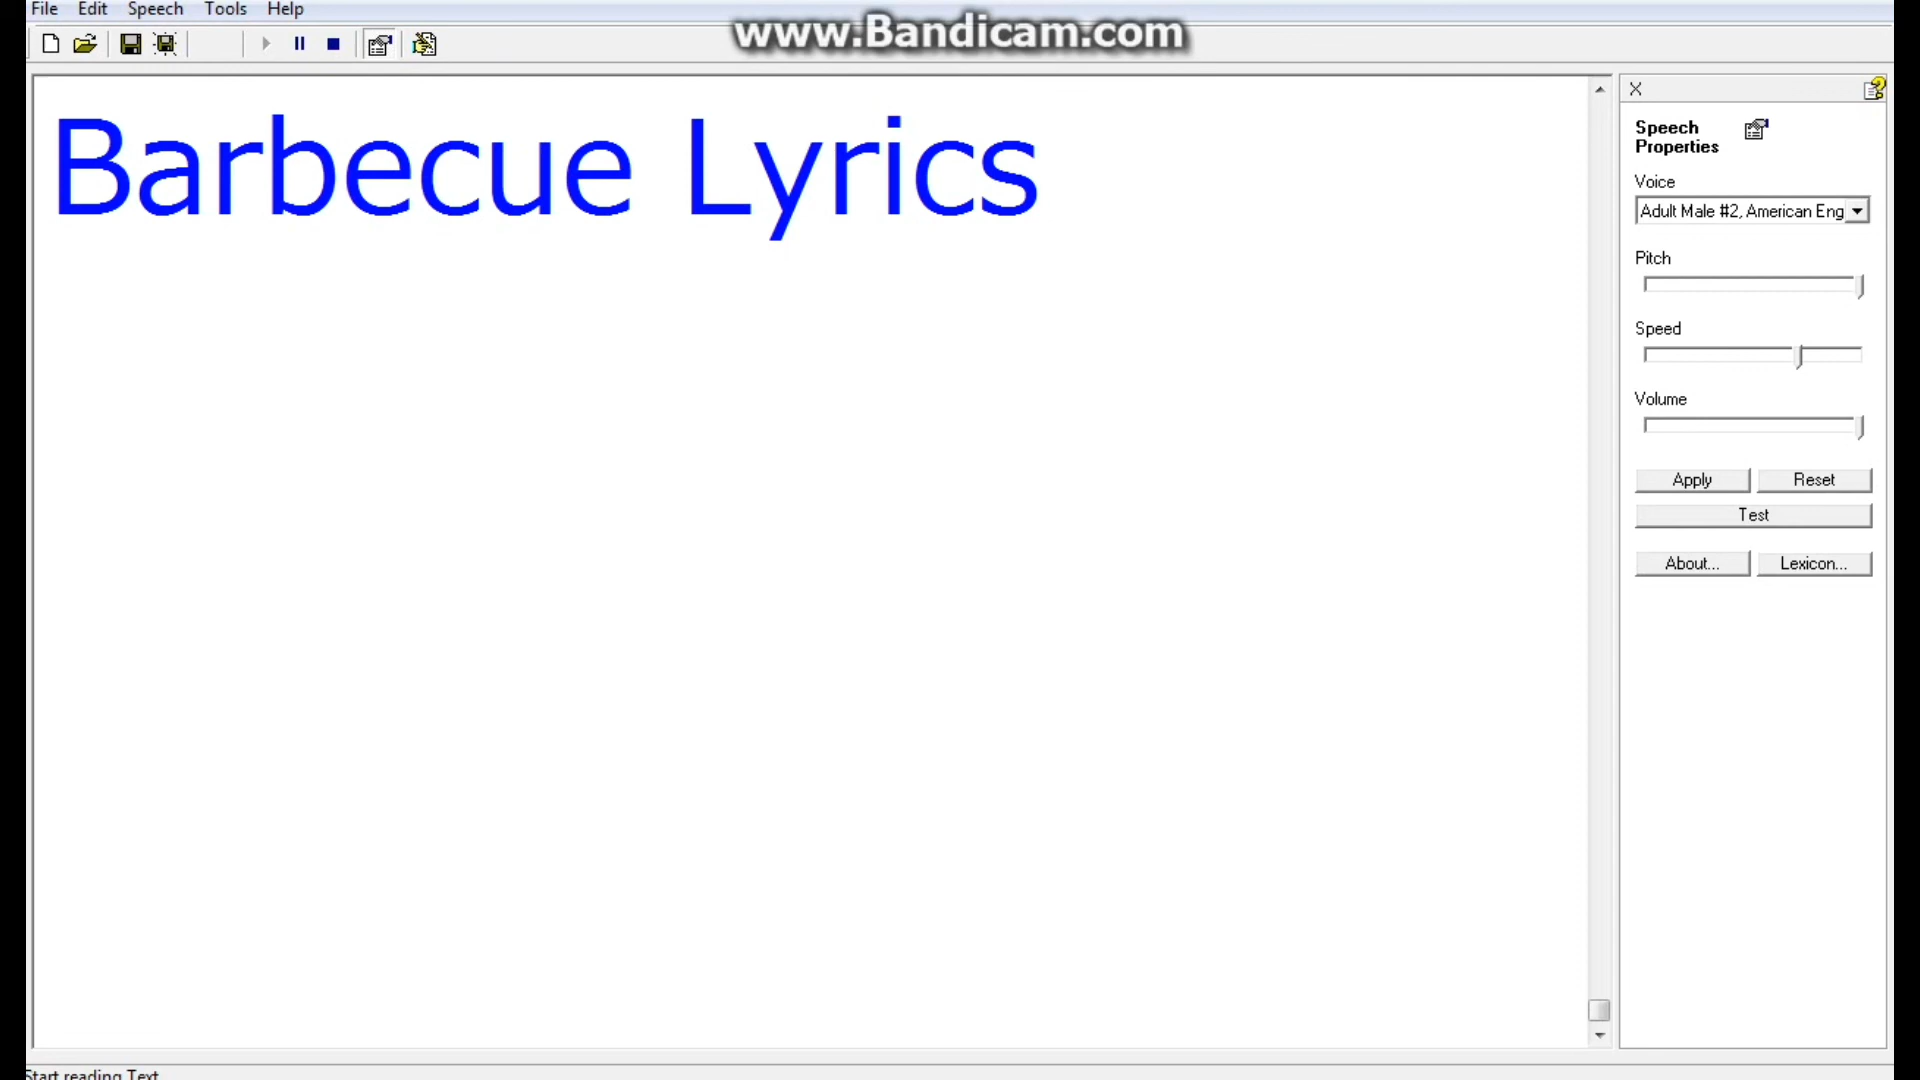 File Edit Speech Tools Help
www.Bandicam.com
Barbecue Lyrics
X
Speech
Properties
Voice
Adult Male #2, American Eng
Pitch
Speed
Volume
Apply Reset
Test
About... Lexicon...
Start reading Text